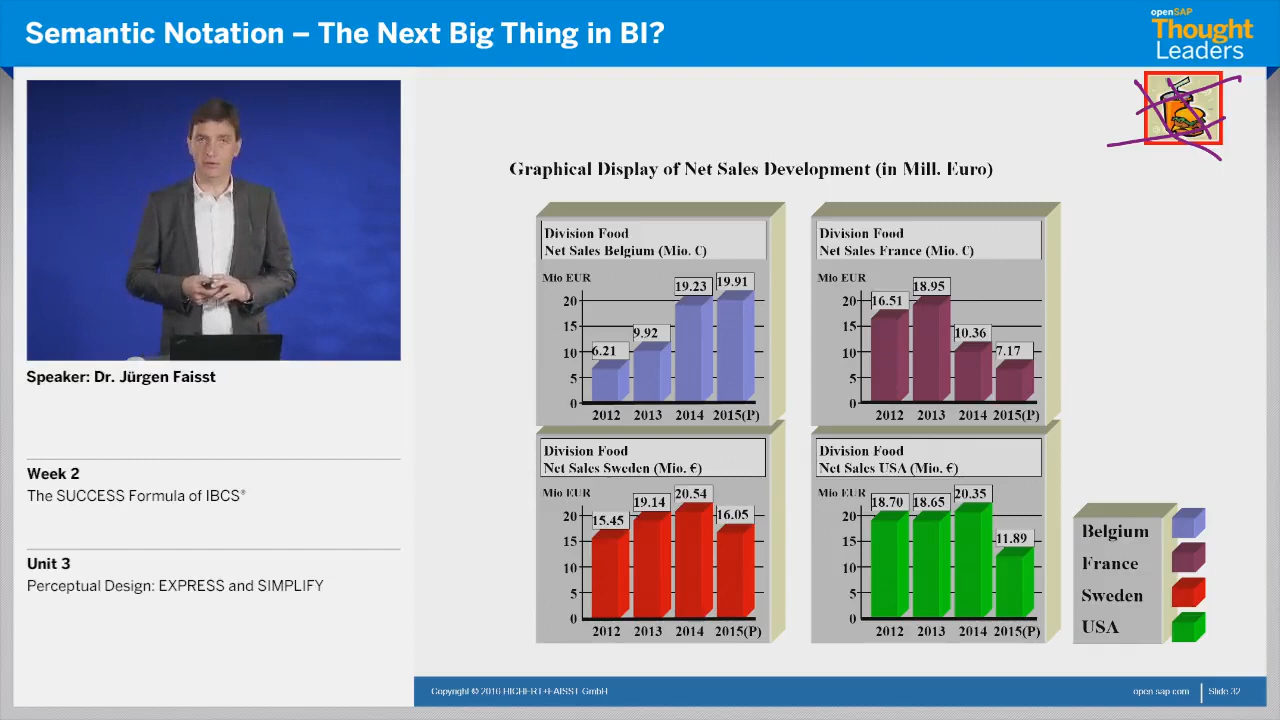 Semantic Notation – The Next Big Thing in BI?
openSAP
Thought
Leaders
Speaker: Dr. Jürgen Faisst
Week 2
The SUCCESS Formula of IBCS®
Unit 3
Perceptual Design: EXPRESS and SIMPLIFY
Graphical Display of Net Sales Development (in Mill. Euro)
Division Food
Net Sales Belgium (Mio. €)
Mio EUR
20
15
10
5
0
6.21
9.92
19.23
19.91
2012 2013 2014 2015(P)
Division Food
Net Sales France (Mio. €)
Mio EUR
20
15
10
5
0
16.51
18.95
10.36
7.17
2012 2013 2014 2015(P)
Division Food
Net Sales Sweden (Mio. €)
Mio EUR
20
15
10
5
0
15.45
19.14
20.54
16.05
2012 2013 2014 2015(P)
Division Food
Net Sales USA (Mio. €)
Mio EUR
20
15
10
5
0
18.70
18.65
20.35
11.89
2012 2013 2014 2015(P)
Belgium
France
Sweden
USA
Copyright © 2016 HICHERT+FAISST GmbH
open.sap.com
Slide 32